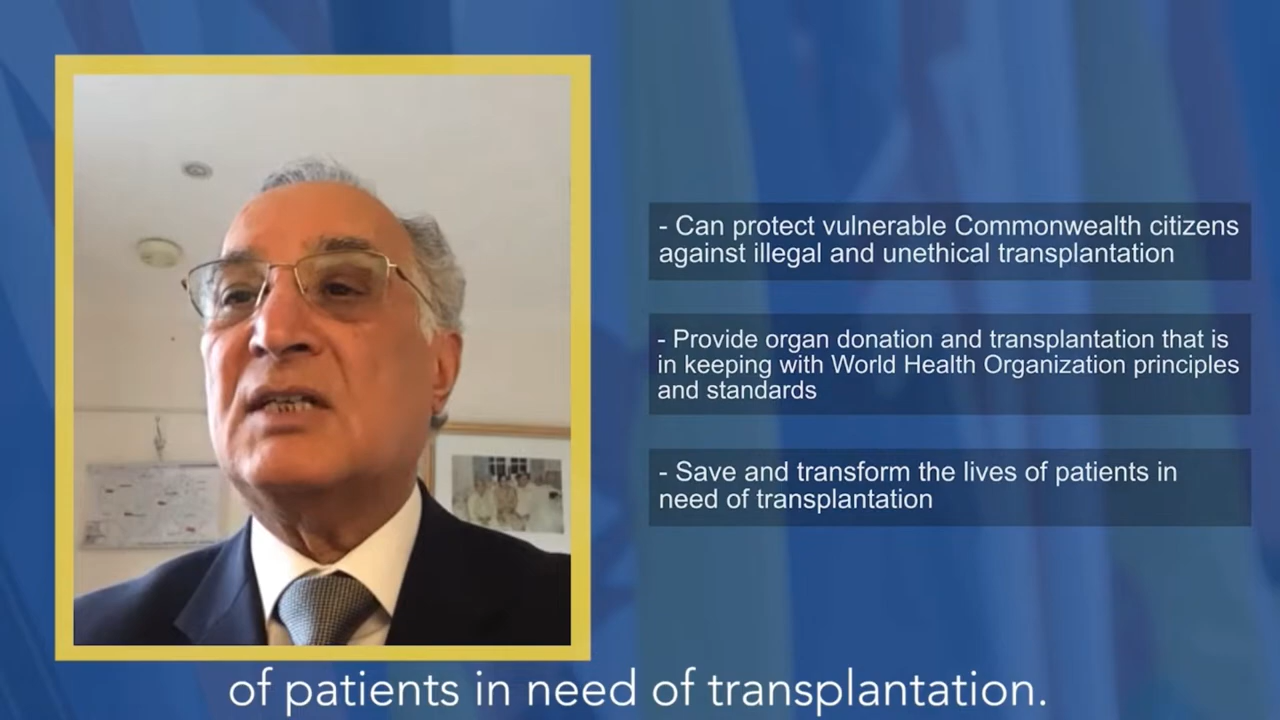 - Can protect vulnerable Commonwealth citizens
against illegal and unethical transplantation
- Provide organ donation and transplantation that is
in keeping with World Health Organization principles
and standards
- Save and transform the lives of patients in
need of transplantation
of patients in need of transplantation.